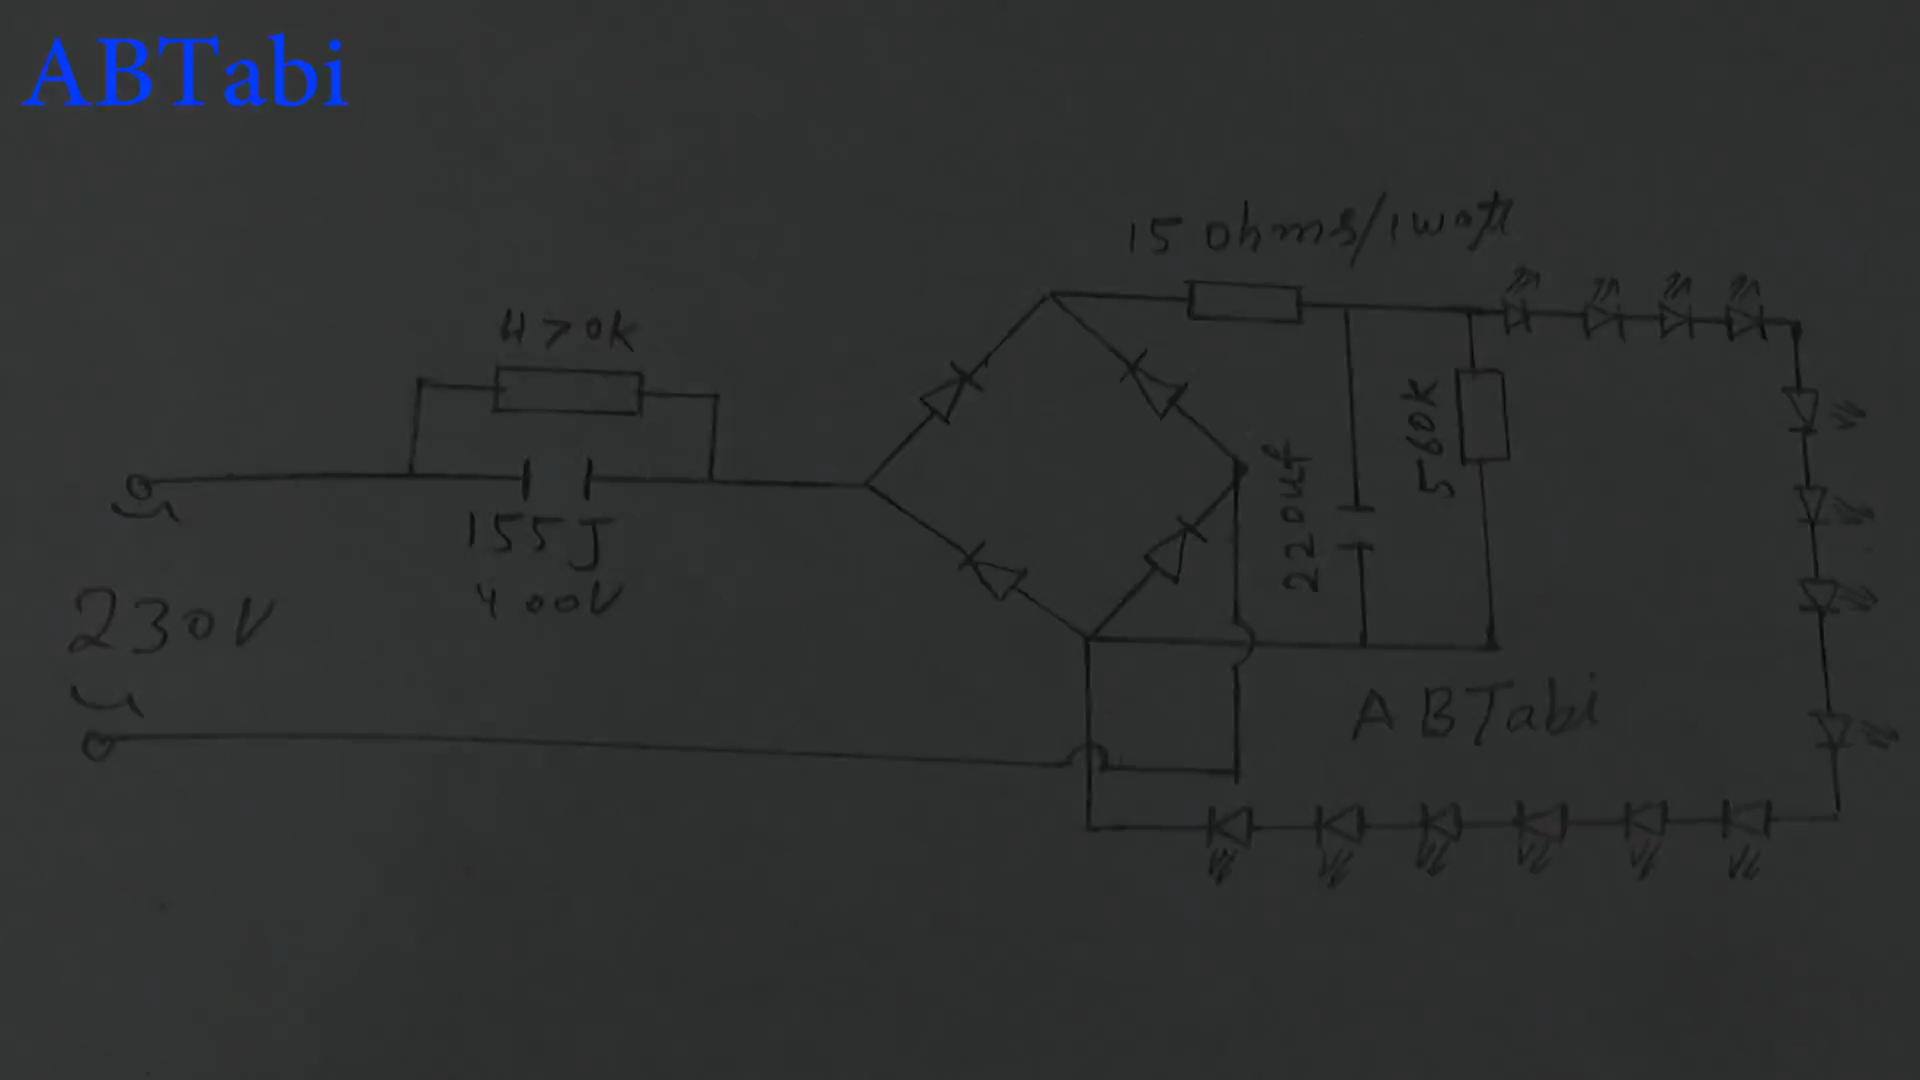 ABTabi
15 ohms/1watt
470k
155J
400V
230V
220uf
560k
ABTabi